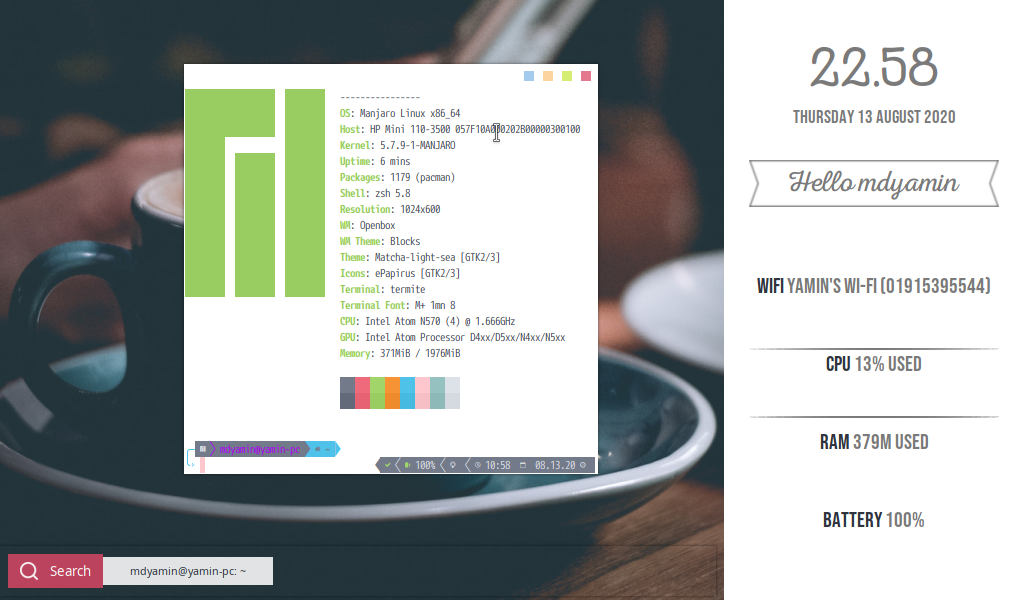 ---------------
OS: Manjaro Linux x86_64
Host: HP Mini 110-3500 057F10A000202B00000300100
Kernel: 5.7.9-1-MANJARO
Uptime: 6 mins
Packages: 1179 (pacman)
Shell: zsh 5.8
Resolution: 1024x600
WM: Openbox
WM Theme: Blocks
Theme: Matcha-light-sea [GTK2/3]
Icons: ePapirus [GTK2/3]
Terminal: termite
Terminal Font: M+ 1mn 8
CPU: Intel Atom N570 (4) @ 1.666GHz
GPU: Intel Atom Processor D4xx/D5xx/N4xx/N5xx
Memory: 371MiB / 1976MiB
mdyamin@yamin-pc ~
100% 10:58 08.13.20
Search
mdyamin@yamin-pc: ~
22.58
THURSDAY 13 AUGUST 2020
Hello mdyamin
WIFI YAMIN'S WI-FI (01915395544)
CPU 13% USED
RAM 379M USED
BATTERY 100%